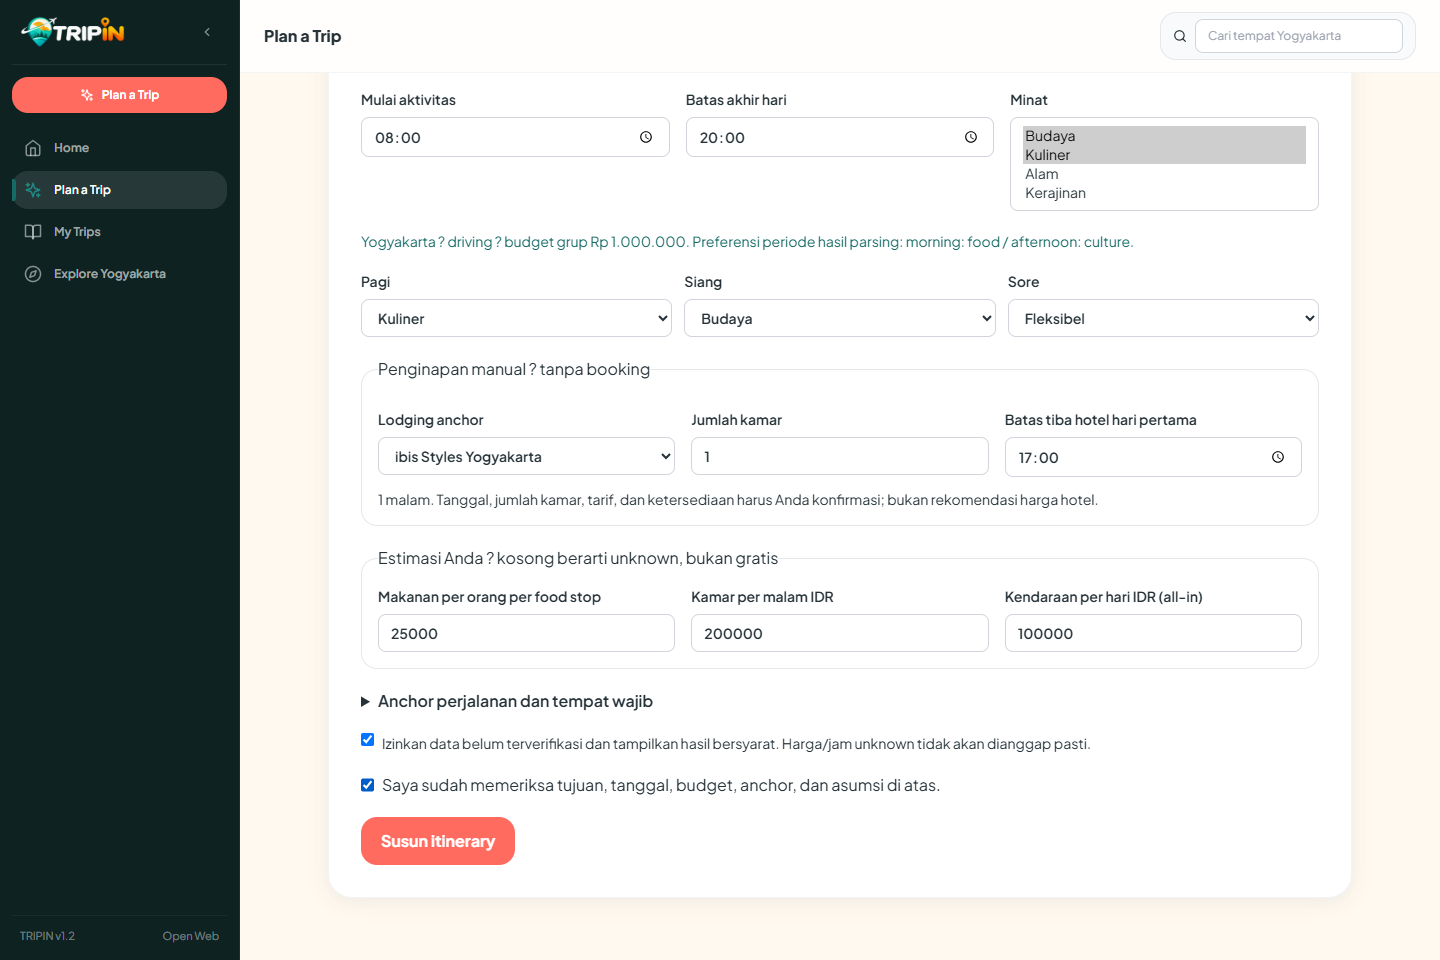 TRIPiN
Plan a Trip
Home
Plan a Trip
My Trips
Explore Yogyakarta
TRIPIN v1.2
Open Web
Plan a Trip
Cari tempat Yogyakarta
Mulai aktivitas
08:00
Batas akhir hari
20:00
Minat
Budaya
Kuliner
Alam
Kerajinan
Yogyakarta ? driving ? budget grup Rp 1.000.000. Preferensi periode hasil parsing: morning: food / afternoon: culture.
Pagi
Kuliner
Siang
Budaya
Sore
Fleksibel
Penginapan manual ? tanpa booking
Lodging anchor
ibis Styles Yogyakarta
Jumlah kamar
1
Batas tiba hotel hari pertama
17:00
1 malam. Tanggal, jumlah kamar, tarif, dan ketersediaan harus Anda konfirmasi; bukan rekomendasi harga hotel.
Estimasi Anda ? kosong berarti unknown, bukan gratis
Makanan per orang per food stop
25000
Kamar per malam IDR
200000
Kendaraan per hari IDR (all-in)
100000
Anchor perjalanan dan tempat wajib
Izinkan data belum terverifikasi dan tampilkan hasil bersyarat. Harga/jam unknown tidak akan dianggap pasti.
Saya sudah memeriksa tujuan, tanggal, budget, anchor, dan asumsi di atas.
Susun itinerary